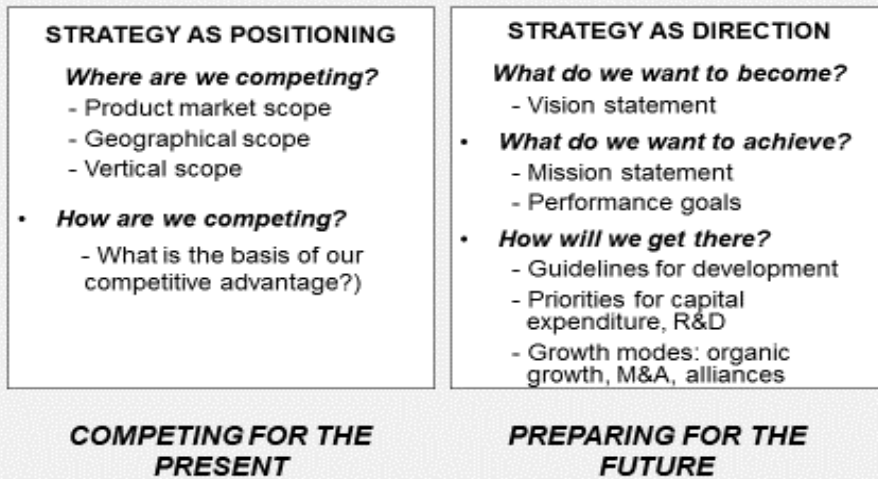 STRATEGY AS POSITIONING
Where are we competing?
- Product market scope
- Geographical scope
- Vertical scope
• How are we competing?
- What is the basis of our
competitive advantage?)
COMPETING FOR THE
PRESENT
STRATEGY AS DIRECTION
What do we want to become?
- Vision statement
• What do we want to achieve?
- Mission statement
- Performance goals
• How will we get there?
- Guidelines for development
- Priorities for capital
expenditure, R&D
- Growth modes: organic
growth, M&A, alliances
PREPARING FOR THE
FUTURE